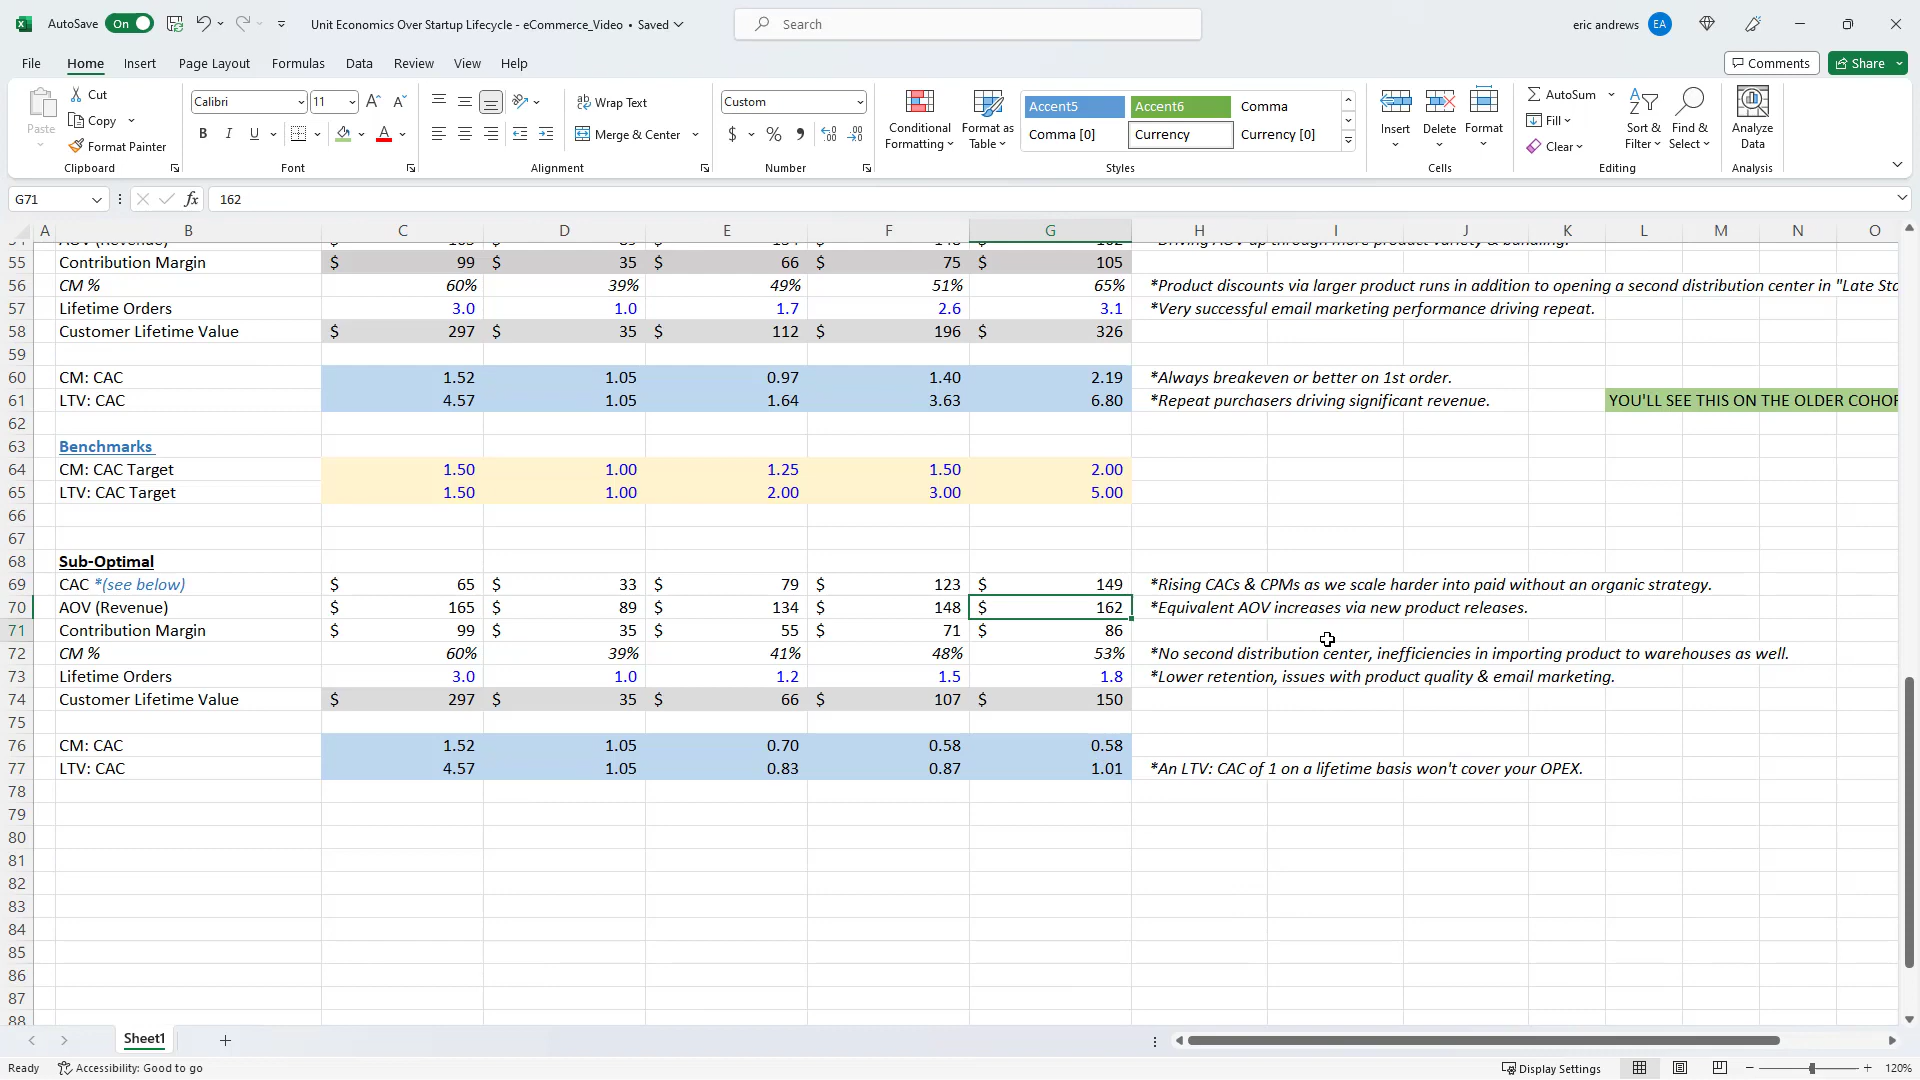 AutoSave On Unit Economics Over Startup Lifecycle - eCommerce_Video • Saved Search eric andrews EA
File Home Insert Page Layout Formulas Data Review View Help Comments Share
Paste Cut Copy Format Painter Clipboard
Calibri 11 B I U A Font
Wrap Text Merge & Center Alignment
Custom $ % Number
Conditional Formatting Format as Table
Accent5 Accent6 Comma
Comma [0] Currency Currency [0]
Styles
Insert Delete Format Cells
AutoSum Fill Clear Sort & Filter Find & Select Editing
Analyze Data Analysis
G71 fx 162
A B C D E F G H I J K L M N O
55 Contribution Margin $ 99 $ 35 $ 66 $ 75 $ 105
56 CM % 60% 39% 49% 51% 65% *Product discounts via larger product runs in addition to opening a second distribution center in "Late
57 Lifetime Orders 3.0 1.0 1.7 2.6 3.1 *Very successful email marketing performance driving repeat.
58 Customer Lifetime Value $ 297 $ 35 $ 112 $ 196 $ 326
59
60 CM: CAC 1.52 1.05 0.97 1.40 2.19 *Always breakeven or better on 1st order.
61 LTV: CAC 4.57 1.05 1.64 3.63 6.80 *Repeat purchasers driving significant revenue. YOU'LL SEE THIS ON THE OLDER COHOR
62
63 Benchmarks
64 CM: CAC Target 1.50 1.00 1.25 1.50 2.00
65 LTV: CAC Target 1.50 1.00 2.00 3.00 5.00
66
67
68 Sub-Optimal
69 CAC *(see below) $ 65 $ 33 $ 79 $ 123 $ 149 *Rising CACs & CPMs as we scale harder into paid without an organic strategy.
70 AOV (Revenue) $ 165 $ 89 $ 134 $ 148 $ 162 *Equivalent AOV increases via new product releases.
71 Contribution Margin $ 99 $ 35 $ 55 $ 71 $ 86
72 CM % 60% 39% 41% 48% 53% *No second distribution center, inefficiencies in importing product to warehouses as well.
73 Lifetime Orders 3.0 1.0 1.2 1.5 1.8 *Lower retention, issues with product quality & email marketing.
74 Customer Lifetime Value $ 297 $ 35 $ 66 $ 107 $ 150
75
76 CM: CAC 1.52 1.05 0.70 0.58 0.58
77 LTV: CAC 4.57 1.05 0.83 0.87 1.01 *An LTV: CAC of 1 on a lifetime basis won't cover your OPEX.
78
79
80
81
82
83
84
85
86
87
88
Sheet1
Ready Accessibility: Good to go Display Settings 120%